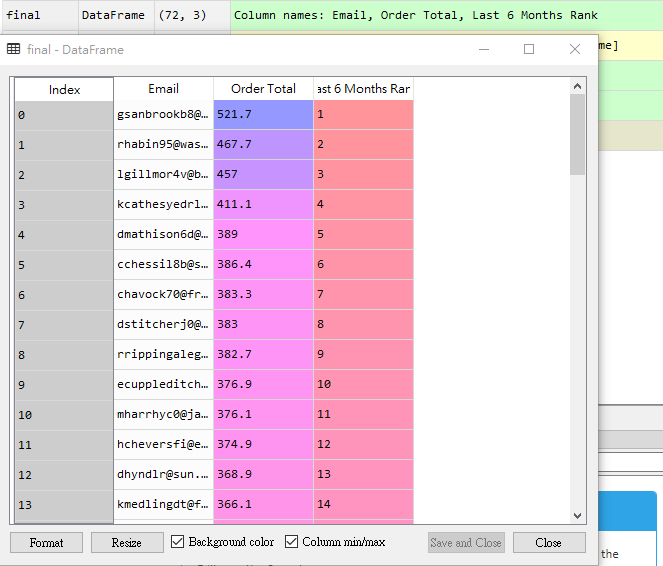 final DataFrame (72, 3) Column names: Email, Order Total, Last 6 Months Rank
final - DataFrame
me]
Index Email Order Total ast 6 Months Ran
0 gsanbrookb8@… 521.7 1
1 rhabin95@was… 467.7 2
2 lgillmor4v@b… 457 3
3 kcathesyedrl… 411.1 4
4 dmathison6d@… 389 5
5 cchessil8b@s… 386.4 6
6 chavock70@fr… 383.3 7
7 dstitcherj0@… 383 8
8 rrippingaleg… 382.7 9
9 ecuppleditch… 376.9 10
10 mharrhyc0@ja… 376.1 11
11 hcheversfi@e… 374.9 12
12 dhyndlr@sun.… 368.9 13
13 kmedlingdt@f… 366.1 14
Format Resize Background color Column min/max Save and Close Close
the